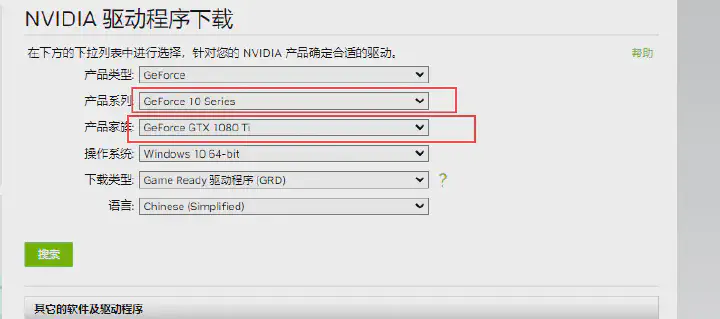 NVIDIA 驱动程序下载
在下方的下拉列表中进行选择，针对您的 NVIDIA 产品确定合适的驱动。 帮助
产品类型: GeForce
产品系列: GeForce 10 Series
产品家族: GeForce GTX 1080 Ti
操作系统: Windows 10 64-bit
下载类型: Game Ready 驱动程序 (GRD) ?
语言: Chinese (Simplified)
搜索
其它的软件及驱动程序